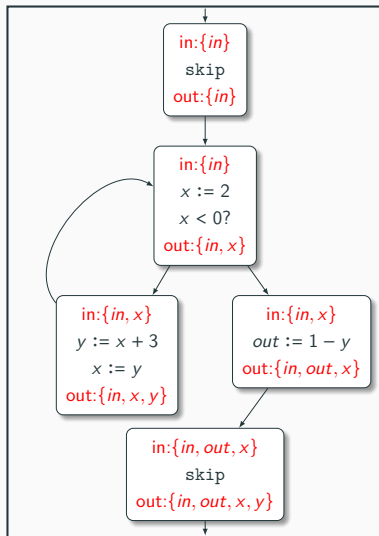 in:{in}
skip
out:{in}
in:{in}
x := 2
x < 0?
out:{in, x}
in:{in, x}
y := x + 3
x := y
out:{in, x, y}
in:{in, x}
out := 1 − y
out:{in, out, x}
in:{in, out, x}
skip
out:{in, out, x, y}